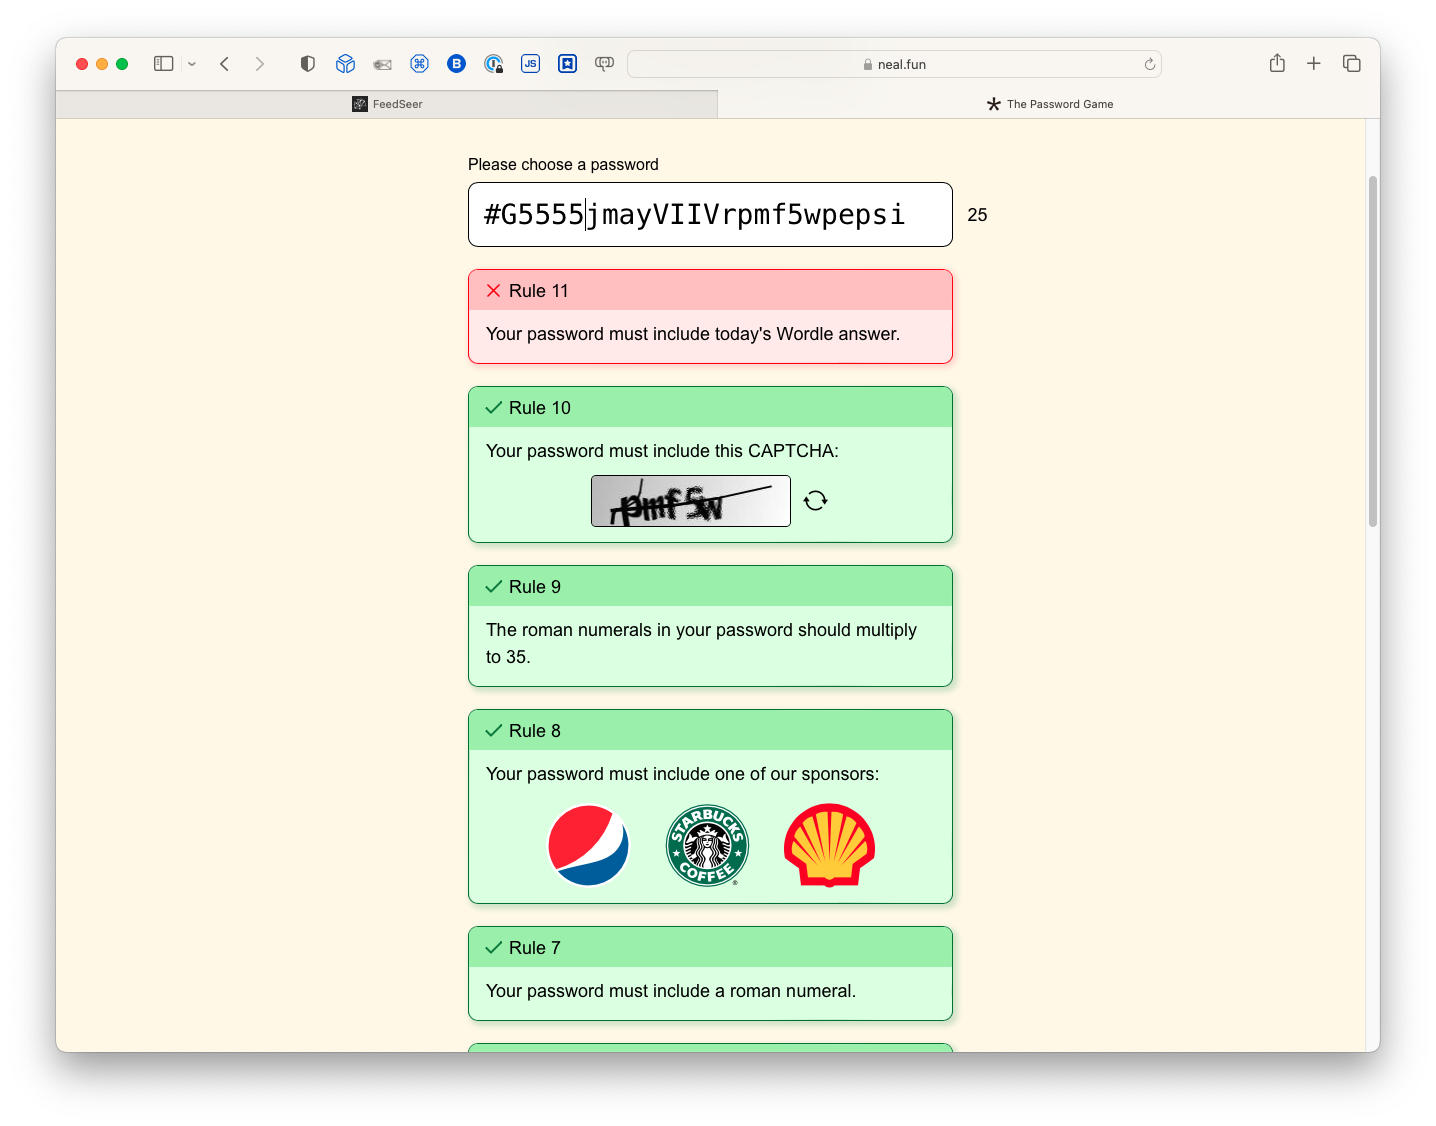 neal.fun
FeedSeer
The Password Game
Please choose a password
#G5555jmayVIIVrpmf5wpepsi
25
Rule 11
Your password must include today's Wordle answer.
Rule 10
Your password must include this CAPTCHA:
rpmf5w
Rule 9
The roman numerals in your password should multiply
to 35.
Rule 8
Your password must include one of our sponsors:
STARBUCKS
COFFEE
Rule 7
Your password must include a roman numeral.
B
JS